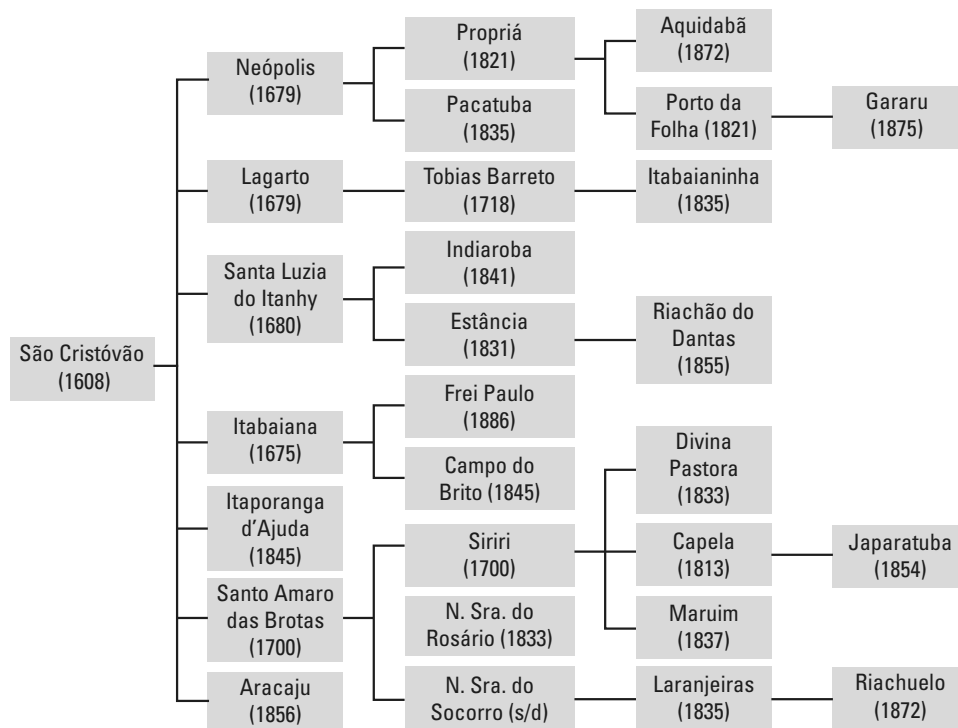 São Cristóvão
(1608)
Neópolis
(1679)
Lagarto
(1679)
Santa Luzia
do Itanhy
(1680)
Itabaiana
(1675)
Itaporanga
d'Ajuda
(1845)
Santo Amaro
das Brotas
(1700)
Aracaju
(1856)
Propriá
(1821)
Pacatuba
(1835)
Tobias Barreto
(1718)
Indiaroba
(1841)
Estância
(1831)
Frei Paulo
(1886)
Campo do
Brito (1845)
Siriri
(1700)
N. Sra. do
Rosário (1833)
N. Sra. do
Socorro (s/d)
Aquidabã
(1872)
Porto da
Folha (1821)
Itabaianinha
(1835)
Riachão do
Dantas
(1855)
Divina
Pastora
(1833)
Capela
(1813)
Maruim
(1837)
Laranjeiras
(1835)
Gararu
(1875)
Japaratuba
(1854)
Riachuelo
(1872)